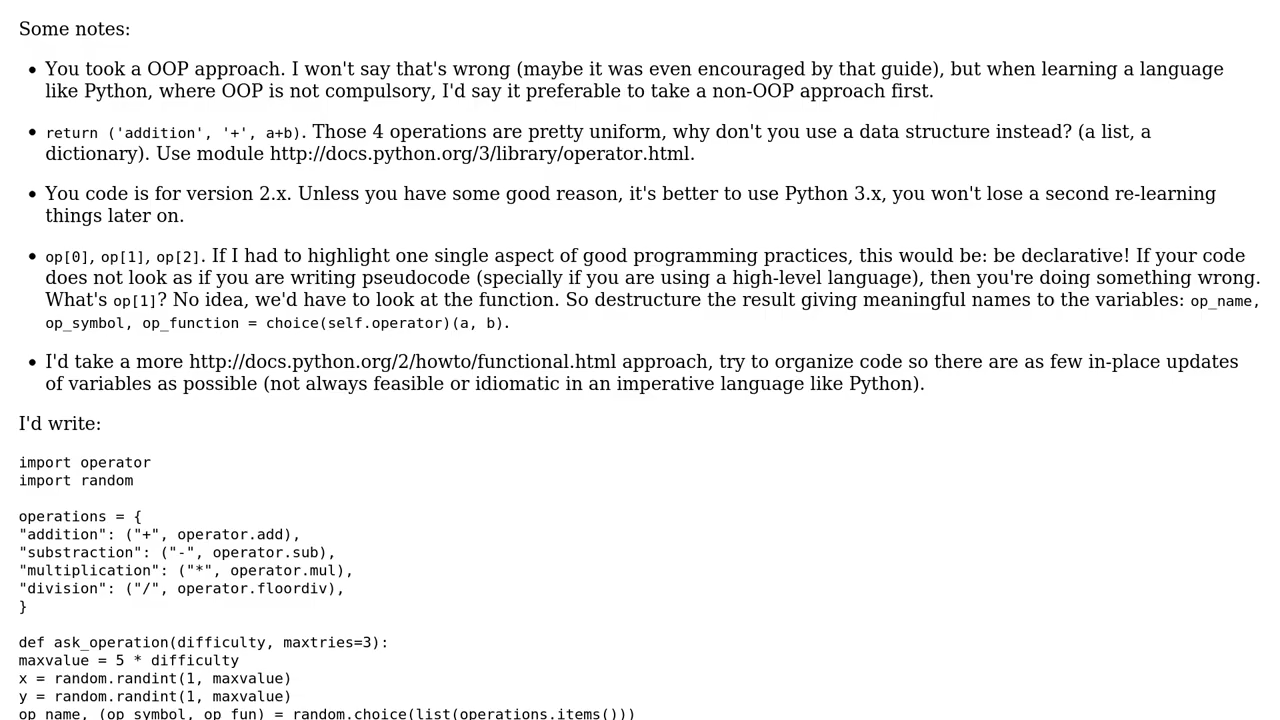 Some notes:
You took a OOP approach. I won't say that's wrong (maybe it was even encouraged by that guide), but when learning a language
like Python, where OOP is not compulsory, I'd say it preferable to take a non-OOP approach first.
return ('addition', '+', a+b). Those 4 operations are pretty uniform, why don't you use a data structure instead? (a list, a
dictionary). Use module http://docs.python.org/3/library/operator.html.
You code is for version 2.x. Unless you have some good reason, it's better to use Python 3.x, you won't lose a second re-learning
things later on.
op[0], op[1], op[2]. If I had to highlight one single aspect of good programming practices, this would be: be declarative! If your code
does not look as if you are writing pseudocode (specially if you are using a high-level language), then you're doing something wrong.
What's op[1]? No idea, we'd have to look at the function. So destructure the result giving meaningful names to the variables: op_name,
op_symbol, op_function = choice(self.operator)(a, b).
I'd take a more http://docs.python.org/2/howto/functional.html approach, try to organize code so there are as few in-place updates
of variables as possible (not always feasible or idiomatic in an imperative language like Python).
I'd write:
import operator
import random
operations = {
"addition": ("+", operator.add),
"substraction": ("-", operator.sub),
"multiplication": ("*", operator.mul),
"division": ("/", operator.floordiv),
}
def ask_operation(difficulty, maxtries=3):
maxvalue = 5 * difficulty
x = random.randint(1, maxvalue)
y = random.randint(1, maxvalue)
op_name, (op_symbol, op_fun) = random.choice(list(operations.items()))